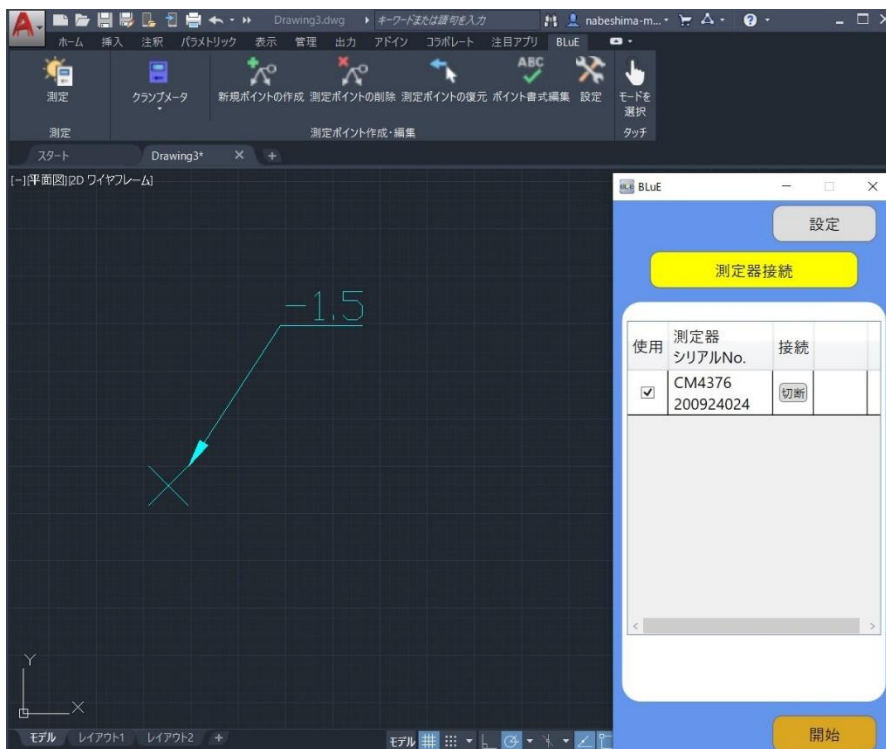 A Drawing3.dwg キーワードまたは語句を入力 nabeshima-m...
ホーム 挿入 注釈 パラメトリック 表示 管理 出力 アドイン コラボレート 注目アプリ BLuE
ABC
測定 クランプメータ 新規ポイントの作成 測定ポイントの削除 測定ポイントの復元 ポイント書式編集 設定 モードを
選択
測定 測定ポイント作成・編集 タッチ
スタート Drawing3*
[−][平面図][2D ワイヤフレーム]
-1.5
Y
X
モデル レイアウト1 レイアウト2 モデル
BLuE
設定
測定器接続
使用 測定器 接続
シリアルNo.
CM4376 切断
200924024
開始